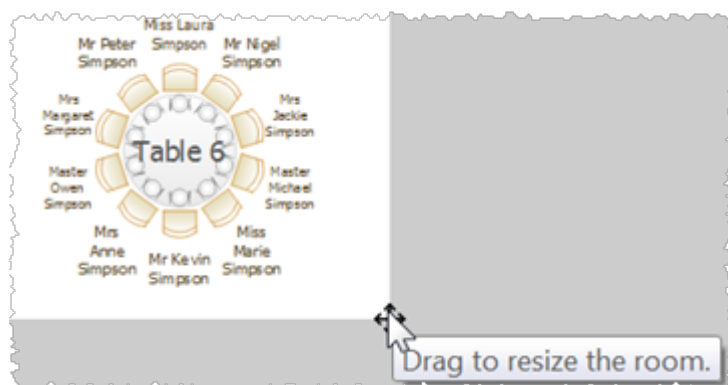 Miss Laura
Simpson
Mr Peter
Simpson
Mr Nigel
Simpson
Mrs
Margaret
Simpson
Mrs
Jackie
Simpson
Table 6
Master
Owen
Simpson
Master
Michael
Simpson
Mrs
Anne
Simpson
Mr Kevin
Simpson
Miss
Marie
Simpson
Drag to resize the room.